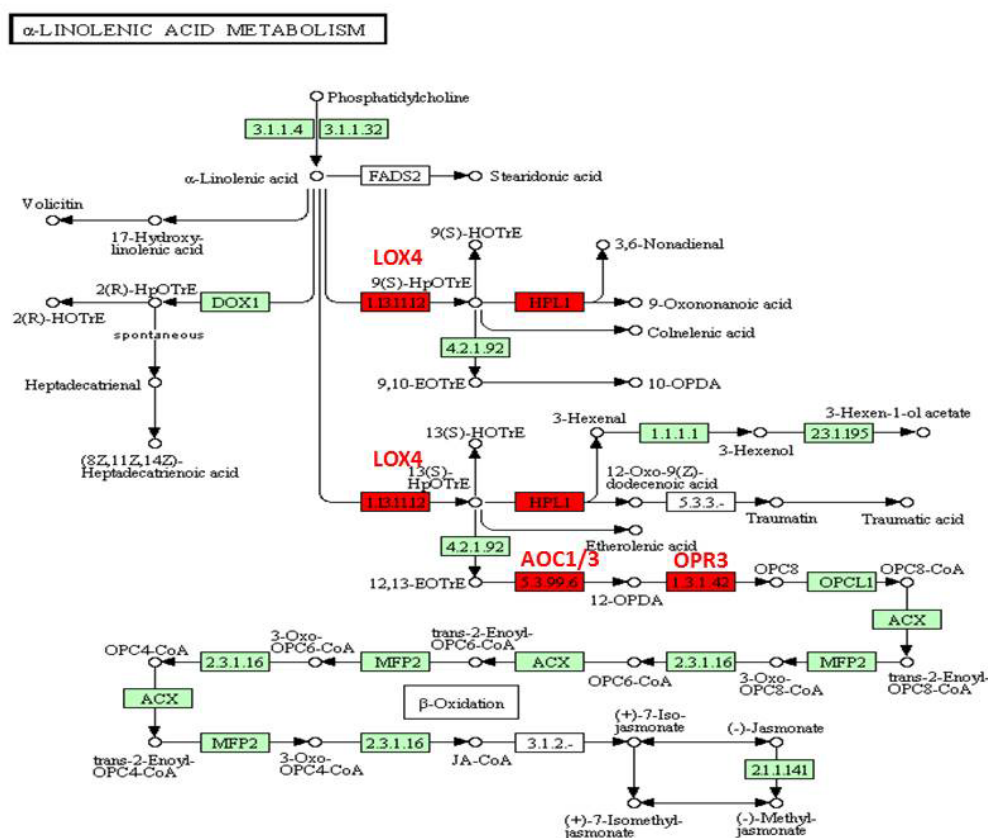 α-LINOLENIC ACID METABOLISM
Phosphatidylcholine
3.1.1.4
3.1.1.32
α-Linolenic acid
FADS2
Stearidonic acid
Volicitin
17-Hydroxy-
linolenic acid
9(S)-HOTrE
3,6-Nonadienal
LOX4
9(S)-HpOTrE
2(R)-HpOTrE
DOX1
1.13.11.12
HPL1
9-Oxononanoic acid
2(R)-HOTrE
spontaneous
Colnelenic acid
4.2.1.92
Heptadecatrienal
9,10-EOTrE
10-OPDA
3-Hexenal
3-Hexen-1-ol acetate
13(S)-HOTrE
1.1.1.1
2.3.1.195
3-Hexenol
(8Z,11Z,14Z)-
Heptadecatrienoic acid
LOX4
13(S)-
HpOTrE
12-Oxo-9(Z)-
dodecenoic acid
1.13.11.12
HPL1
5.3.3.-
Traumatin
Traumatic acid
Etherolenic acid
4.2.1.92
AOC1/3
OPR3
12,13-EOTrE
5.3.99.6
12-OPDA
1.3.1.42
OPC8
OPCL1
OPC8-CoA
ACX
OPC4-CoA
2.3.1.16
3-Oxo-
OPC6-CoA
MFP2
trans-2-Enoyl-
OPC6-CoA
ACX
OPC6-CoA
2.3.1.16
3-Oxo-
OPC8-CoA
MFP2
trans-2-Enoyl-
OPC8-CoA
ACX
β-Oxidation
trans-2-Enoyl-
OPC4-CoA
MFP2
3-Oxo-
OPC4-CoA
2.3.1.16
JA-CoA
3.1.2.-
(+)-7-Iso-
jasmonate
(-)-Jasmonate
2.1.1.141
(+)-7-Isomethyl-
jasmonate
(-)-Methyl-
jasmonate